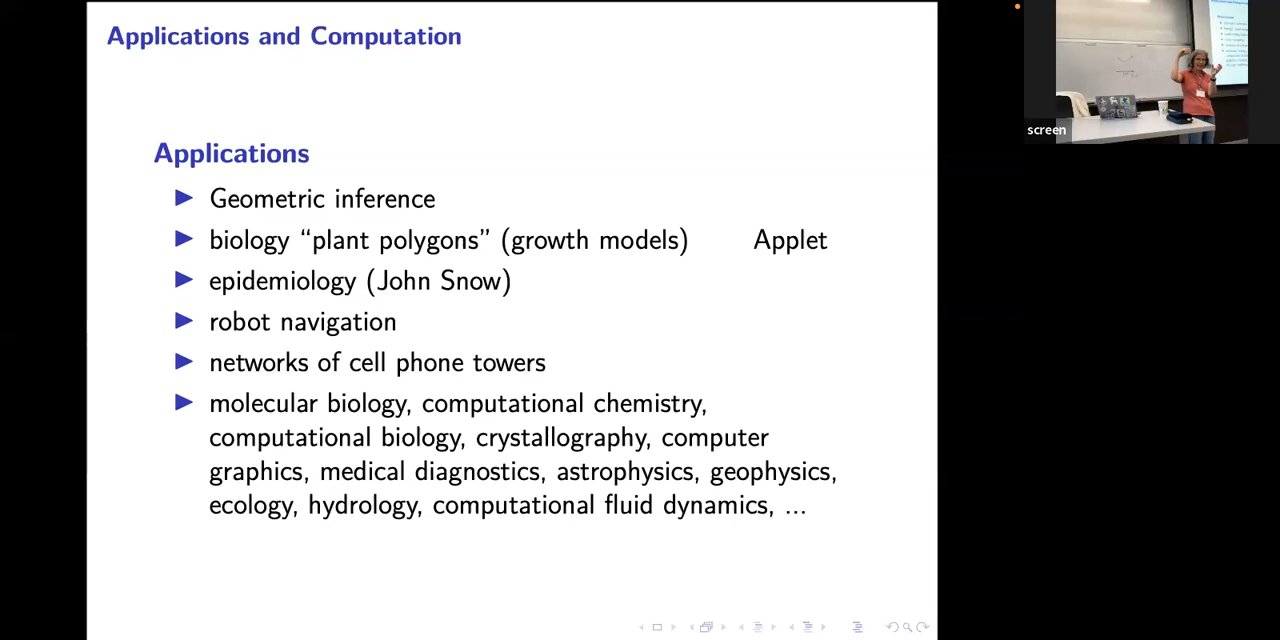 Applications and Computation
Applications
Geometric inference
biology “plant polygons” (growth models) Applet
epidemiology (John Snow)
robot navigation
networks of cell phone towers
molecular biology, computational chemistry,
computational biology, crystallography, computer
graphics, medical diagnostics, astrophysics, geophysics,
ecology, hydrology, computational fluid dynamics, ...
screen